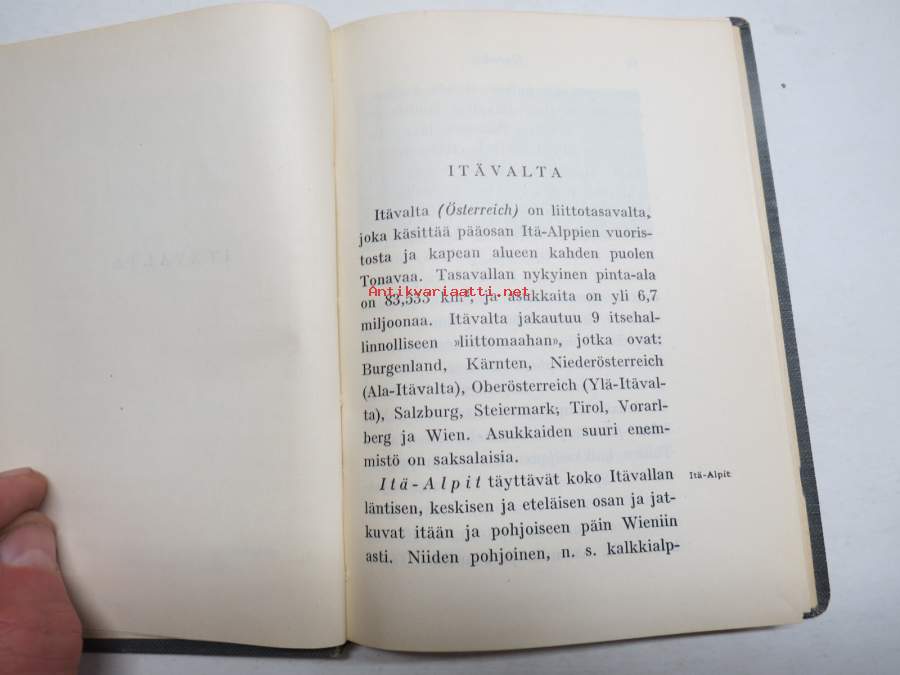 ITÄVALTA
Itävalta (Österreich) on liittotasavalta,
joka käsittää pääosan Itä-Alppien vuoris-
tosta ja kapean alueen kahden puolen
Tonavaa. Tasavallan nykyinen pinta-ala
Antikvariaatti.net
on 83,533 km², ja asukkaita on yli 6,7
miljoonaa. Itävalta jakautuu 9 itsehal-
linnolliseen »liittomaahan», jotka ovat:
Burgenland, Kärnten, Niederösterreich
(Ala-Itävalta), Oberösterreich (Ylä-Itäval-
ta), Salzburg, Steiermark; Tirol, Vorarl-
berg ja Wien. Asukkaiden suuri enem-
mistö on saksalaisia.
Itä-Alpit täyttävät koko Itävallan
Itä-Alpit
läntisen, keskisen ja eteläisen osan ja jat-
kuvat itään ja pohjoiseen päin Wieniin
asti. Niiden pohjoinen, n. s. kalkkialp-